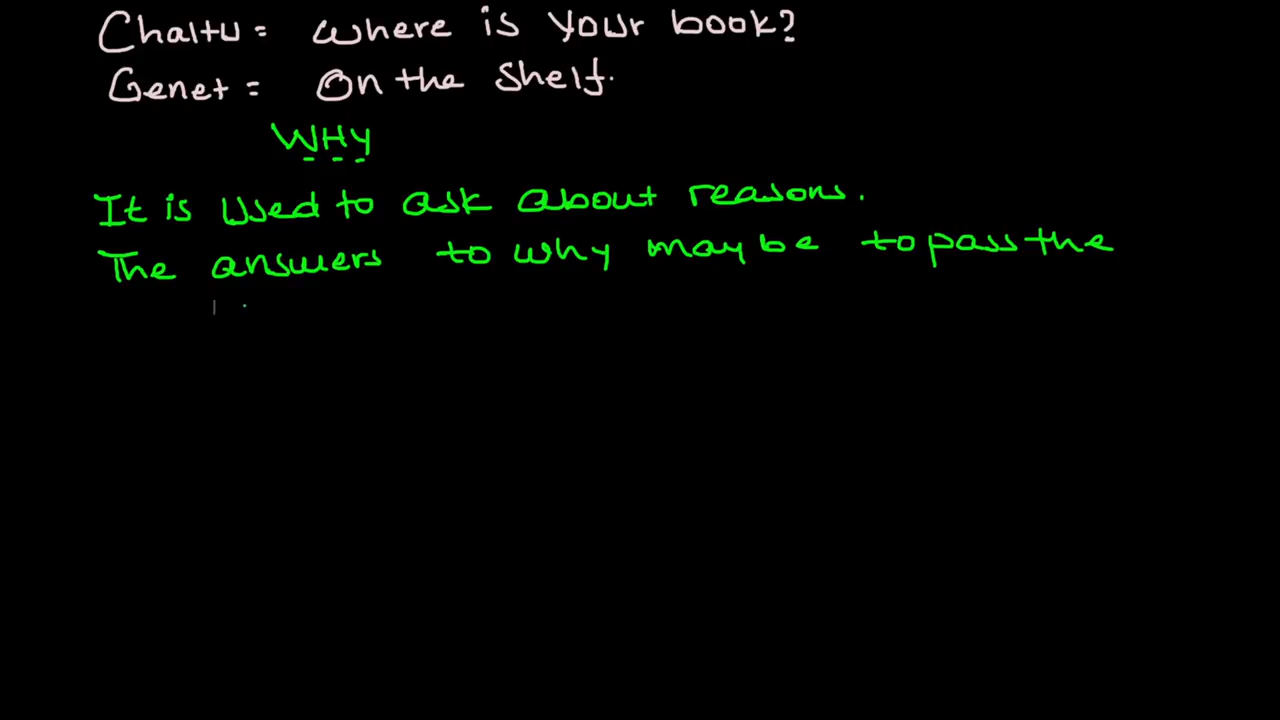 Chaltu = where is your book?
Genet = On the shelf.
WHY
It is used to ask about reasons.
The answers to why may be to pass the